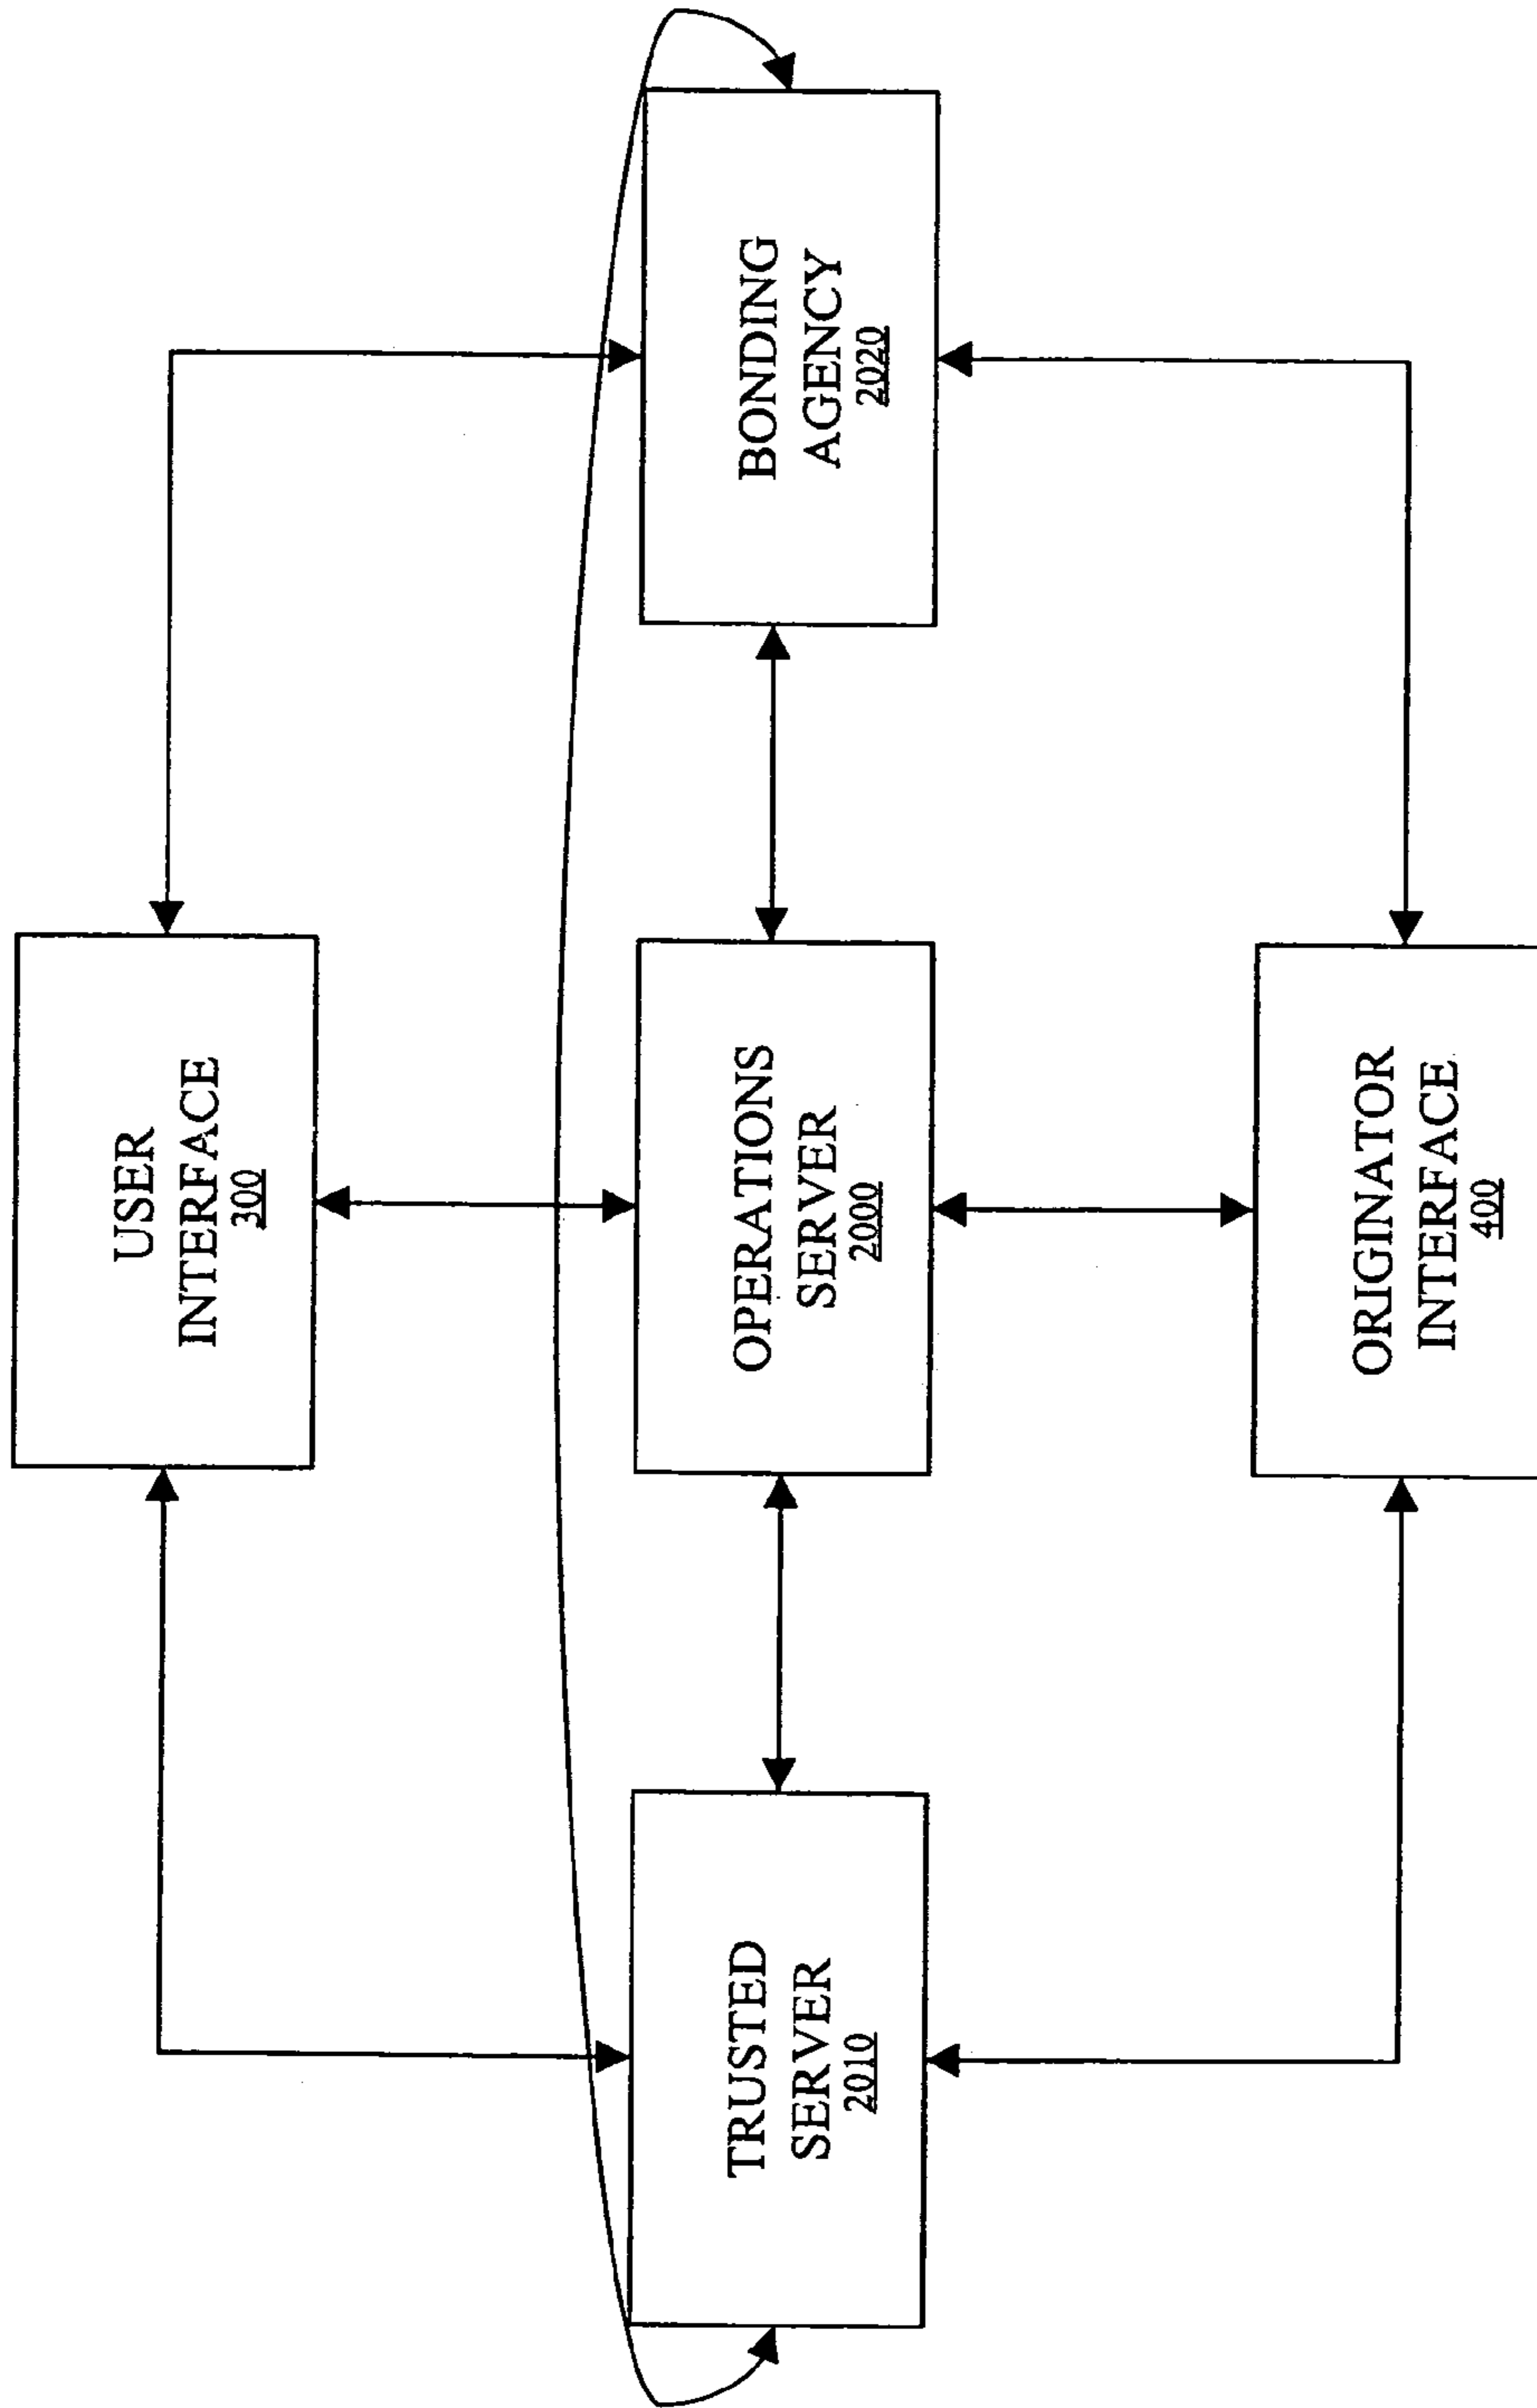 USER
INTERFACE
300
TRUSTED
SERVER
2010
OPERATIONS
SERVER
2000
BONDING
AGENCY
2020
ORIGINATOR
INTERFACE
400